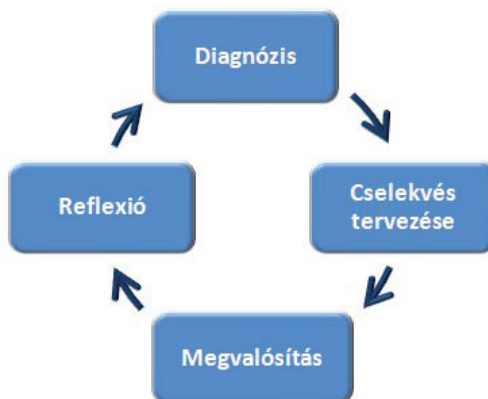 Diagnózis
Cselekvés
tervezése
Megvalósítás
Reflexió